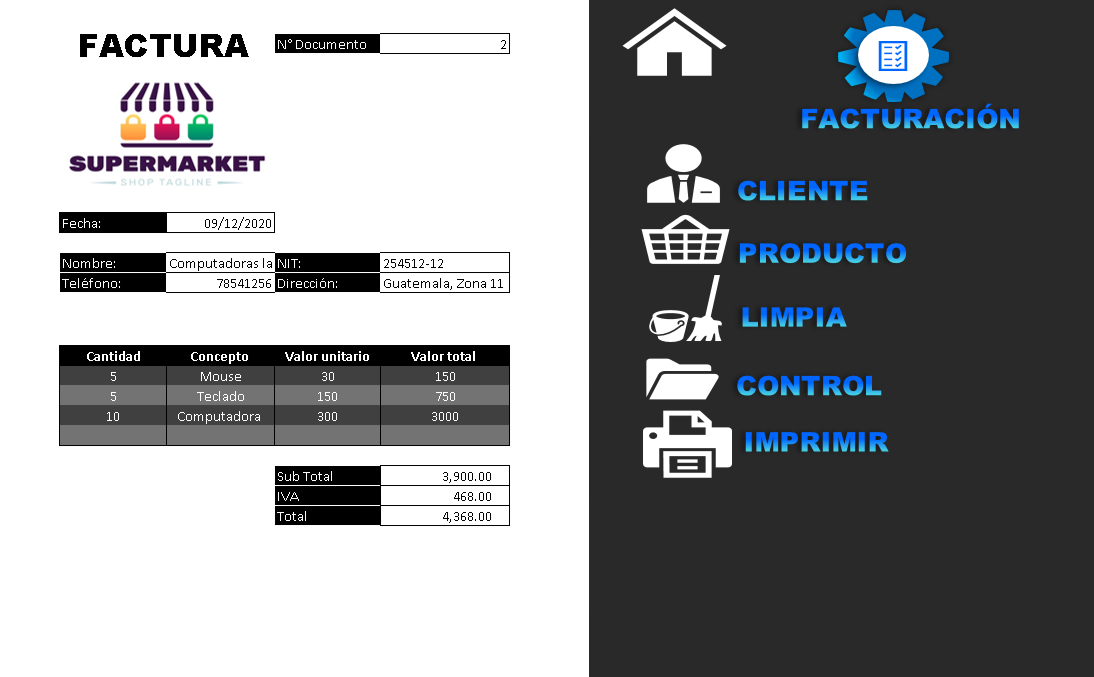 FACTURA
N° Documento 2
SUPERMARKET
SHOP TAGLINE
Fecha: 09/12/2020
Nombre: Computadoras la NIT: 254512-12
Teléfono: 78541256 Dirección: Guatemala, Zona 11
Cantidad Concepto Valor unitario Valor total
5 Mouse 30 150
5 Teclado 150 750
10 Computadora 300 3000
Sub Total 3,900.00
IVA 468.00
Total 4,368.00
FACTURACIÓN
CLIENTE
PRODUCTO
LIMPIA
CONTROL
IMPRIMIR